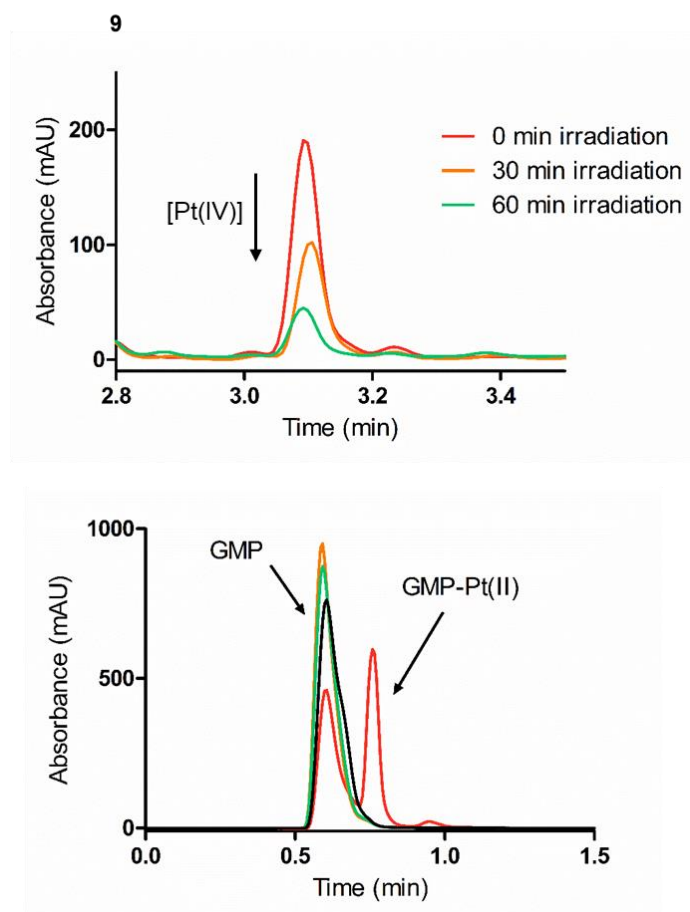 9
200
100
0
Absorbance (mAU)
[Pt(IV)]
0 min irradiation
30 min irradiation
60 min irradiation
2.8 3.0 3.2 3.4
Time (min)
1000
500
0
Absorbance (mAU)
GMP
GMP-Pt(II)
0.0 0.5 1.0 1.5
Time (min)